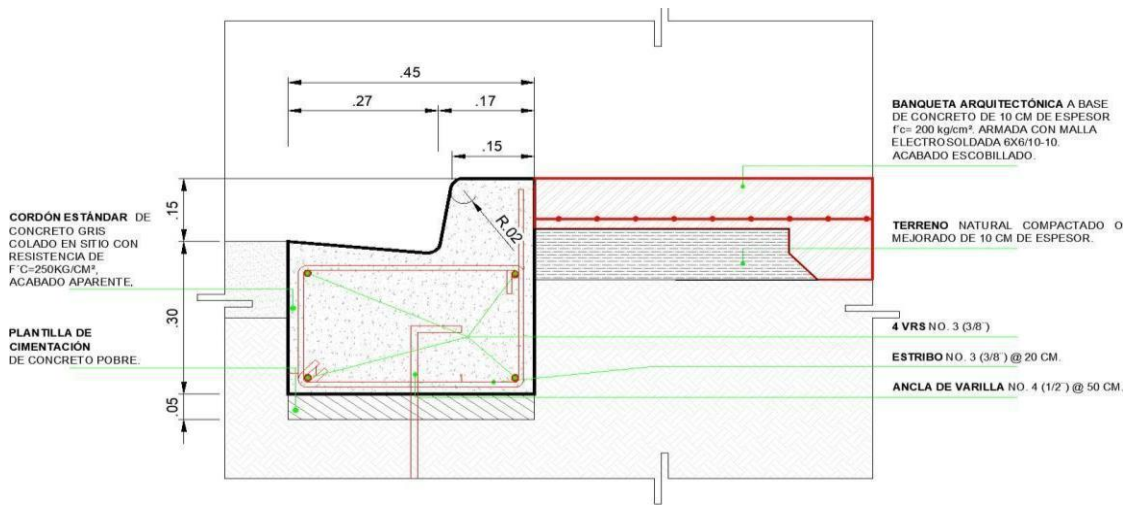 .45
.27
.17
.15
.15
R.02
.30
.05
CORDÓN ESTÁNDAR DE
CONCRETO GRIS
COLADO EN SITIO CON
RESISTENCIA DE
F´C=250KG/CM²,
ACABADO APARENTE,
PLANTILLA DE
CIMENTACIÓN
DE CONCRETO POBRE.
BANQUETA ARQUITECTÓNICA A BASE
DE CONCRETO DE 10 CM DE ESPESOR
f´c= 200 kg/cm². ARMADA CON MALLA
ELECTROSOLDADA 6X6/10-10.
ACABADO ESCOBILLADO.
TERRENO NATURAL COMPACTADO O
MEJORADO DE 10 CM DE ESPESOR.
4 VRS NO. 3 (3/8¨)
ESTRIBO NO. 3 (3/8¨) @ 20 CM.
ANCLA DE VARILLA NO. 4 (1/2¨) @ 50 CM.